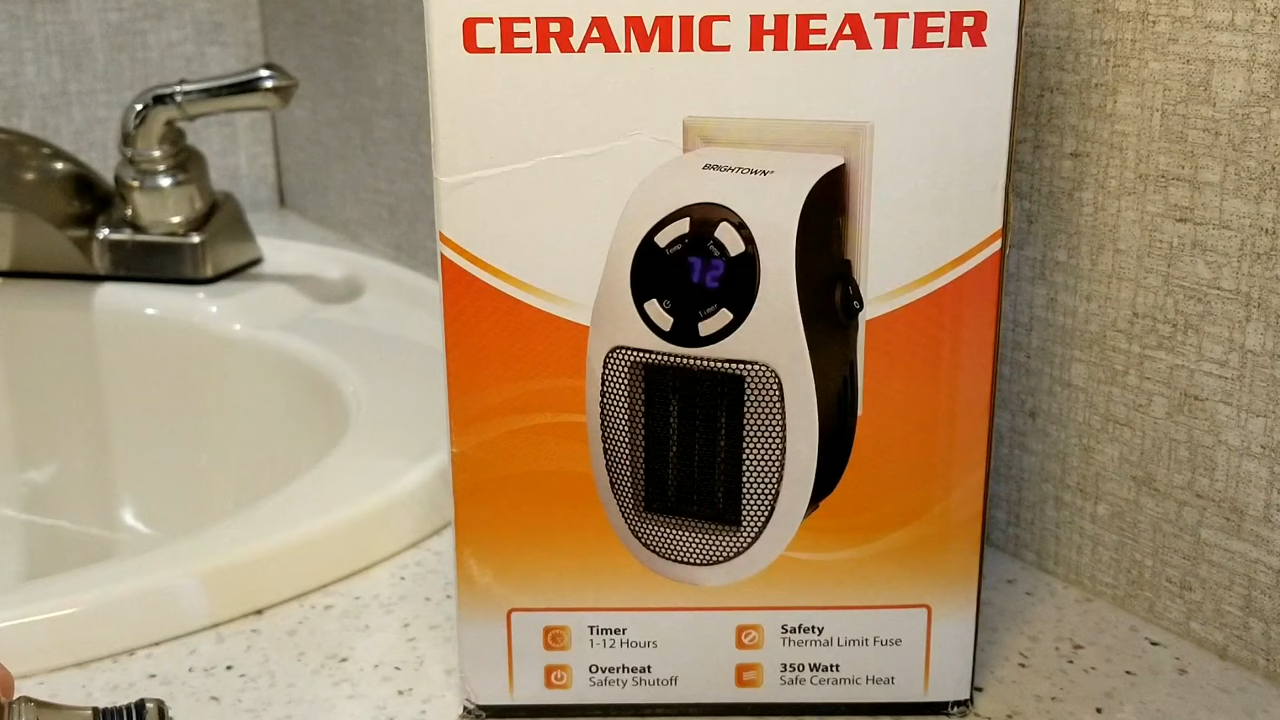 CERAMIC HEATER
BRIGHTOWN®
Temp - Temp
72
Timer
I
O
Timer
1-12 Hours
Safety
Thermal Limit Fuse
Overheat
Safety Shutoff
350 Watt
Safe Ceramic Heat